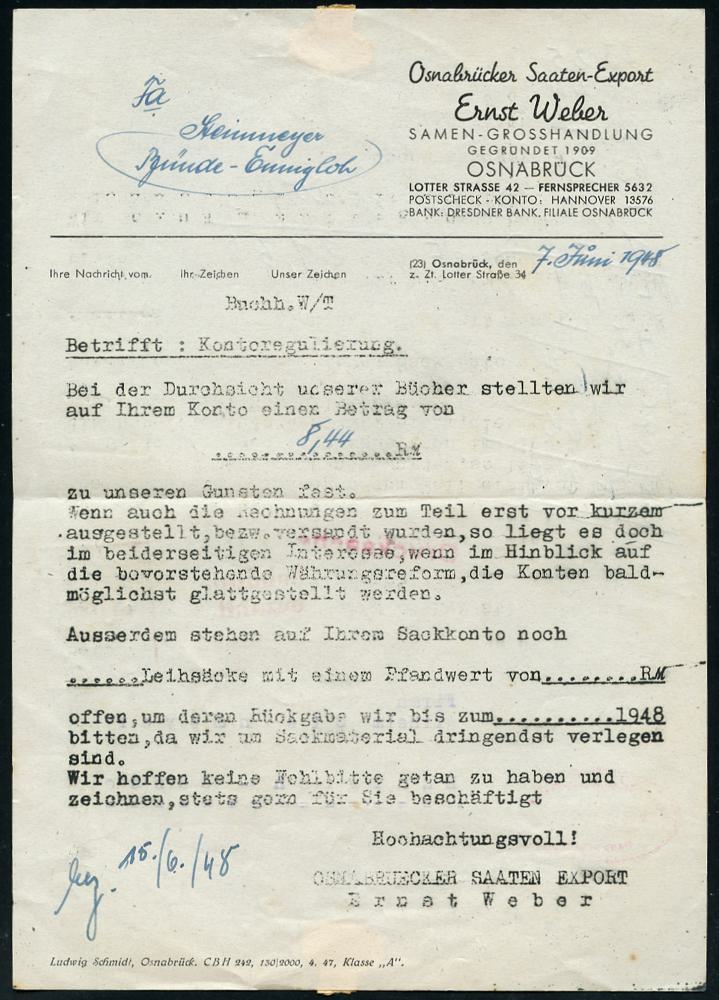 Fa
Steinmeyer
Bünde-Ennigloh
Osnabrücker Saaten-Export
Ernst Weber
SAMEN-GROSSHANDLUNG
GEGRÜNDET 1909
OSNABRÜCK
LOTTER STRASSE 42 — FERNSPRECHER 5632
POSTSCHECK-KONTO: HANNOVER 13576
BANK: DRESDNER BANK, FILIALE OSNABRÜCK
Ihre Nachricht vom. Ihr Zeichen Unser Zeichen
(23) Osnabrück, den 7. Juni 1948
z. Zt. Lotter Straße 34
Buchh.W/T
Betrifft : Kontoregulierung.
Bei der Durchsicht unserer Bücher stellten wir
auf Ihrem Konto einen Betrag von
8,44
....................RM
zu unseren Gunsten fest.
Wenn auch die Rechnungen zum Teil erst vor kurzem
ausgestellt,bezw.versandt wurden,so liegt es doch
im beiderseitigen Interesse,wenn im Hinblick auf
die bevorstehende Währungsreform,die Konten bald-
möglichst glattgestellt werden.
Ausserdem stehen auf Ihrem Sackkonto noch
......Leihsäcke mit einem Pfandwert von.........RM
offen,um deren Rückgabe wir bis zum..........1948
bitten,da wir um Sackmaterial dringendst verlegen
sind.
Wir hoffen keine Fehlbitte getan zu haben und
zeichnen,stets gern für Sie beschäftigt
Hochachtungsvoll!
OSNABRUECKER SAATEN EXPORT
Ernst Weber
bez. 15./6./48
Ludwig Schmidt, Osnabrück. CBH 242, 130/2000, 4. 47, Klasse „A".